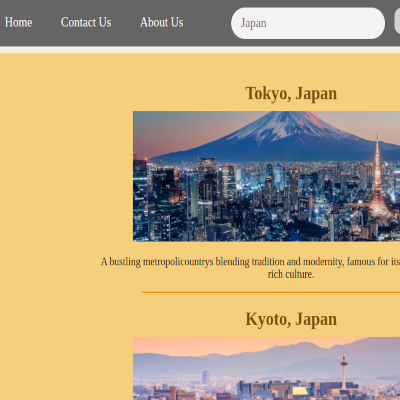 Home Contact Us About Us Japan
Tokyo, Japan
A bustling metropolicountrys blending tradition and modernity, famous for its
rich culture.
Kyoto, Japan